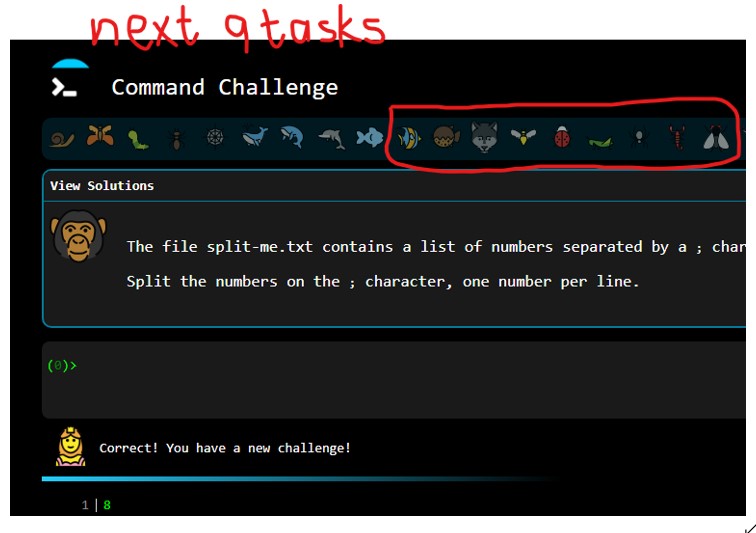 next 9 tasks
Command Challenge
View Solutions
The file split-me.txt contains a list of numbers separated by a ; char
Split the numbers on the ; character, one number per line.
(0)>
Correct! You have a new challenge!
1|8